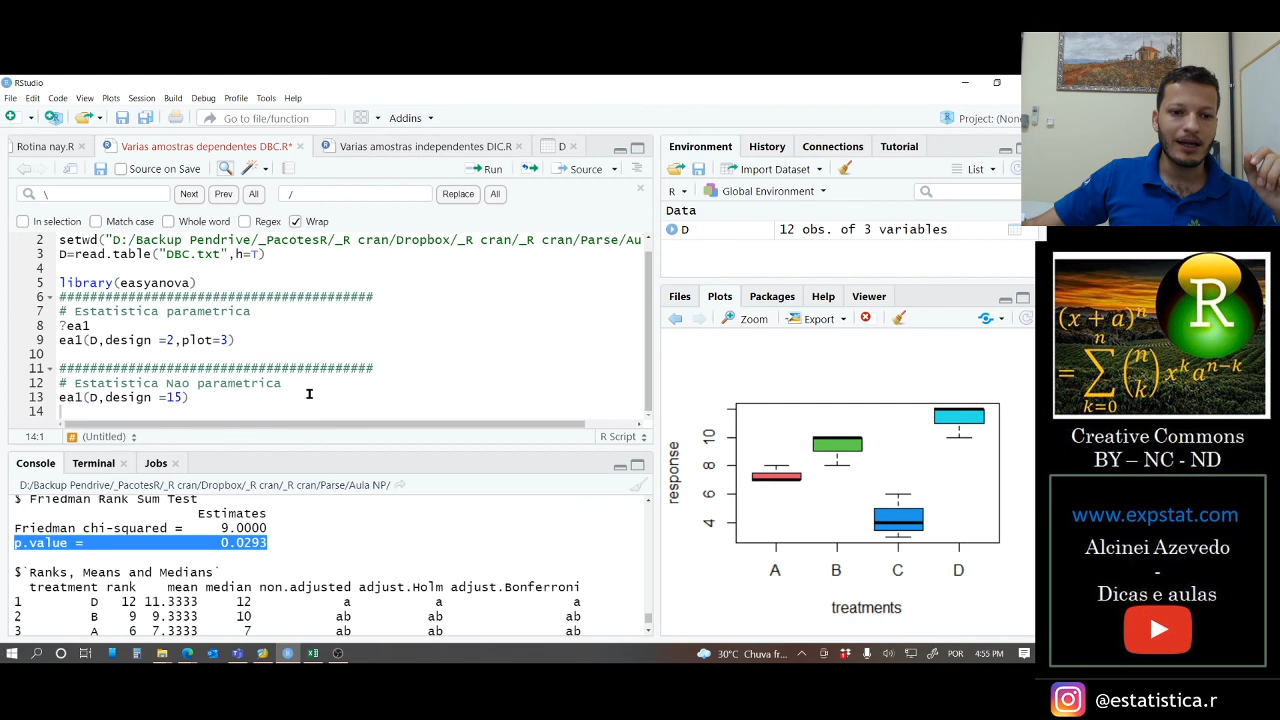 RStudio
File Edit Code View Plots Session Build Debug Profile Tools Help
Go to file/function
Addins
Project: (None
Rotina nay.R
Varias amostras dependentes DBC.R*
Varias amostras independentes DIC.R
D
Source on Save
Run
Source
\
Next
Prev
All
/
Replace
All
In selection
Match case
Whole word
Regex
Wrap
2 setwd("D:/Backup Pendrive/_PacotesR/_R cran/Dropbox/_R cran/_R cran/Parse/Au
3 D=read.table("DBC.txt",h=T)
4
5 library(easyanova)
6 #########################################
7 # Estatistica parametrica
8 ?ea1
9 ea1(D,design =2,plot=3)
10
11 #########################################
12 # Estatistica Nao parametrica
13 ea1(D,design =15)
14
14:1
# (Untitled)
R Script
Console Terminal Jobs
D:/Backup Pendrive/_PacotesR/_R cran/Dropbox/_R cran/_R cran/Parse/Aula NP/
$ Friedman Rank Sum Test
Estimates
Friedman chi-squared = 9.0000
p.value = 0.0293
$`Ranks, Means and Medians`
treatment rank mean median non.adjusted adjust.Holm adjust.Bonferroni
1 D 12 11.3333 12 a a a
2 B 9 9.3333 10 ab ab ab
3 A 6 7.3333 7 ab ab ab
Environment History Connections Tutorial
Import Dataset
List
R
Global Environment
Data
D 12 obs. of 3 variables
Files Plots Packages Help Viewer
Zoom
Export
response
10
8
6
4
A B C D
treatments
30°C Chuva fr...
POR
4:55 PM
R
(x + a)^n
= ∑ n k=0 (n k) x^k a^{n−k}
Creative Commons
BY – NC - ND
www.expstat.com
Alcinei Azevedo
-
Dicas e aulas
@estatistica.r